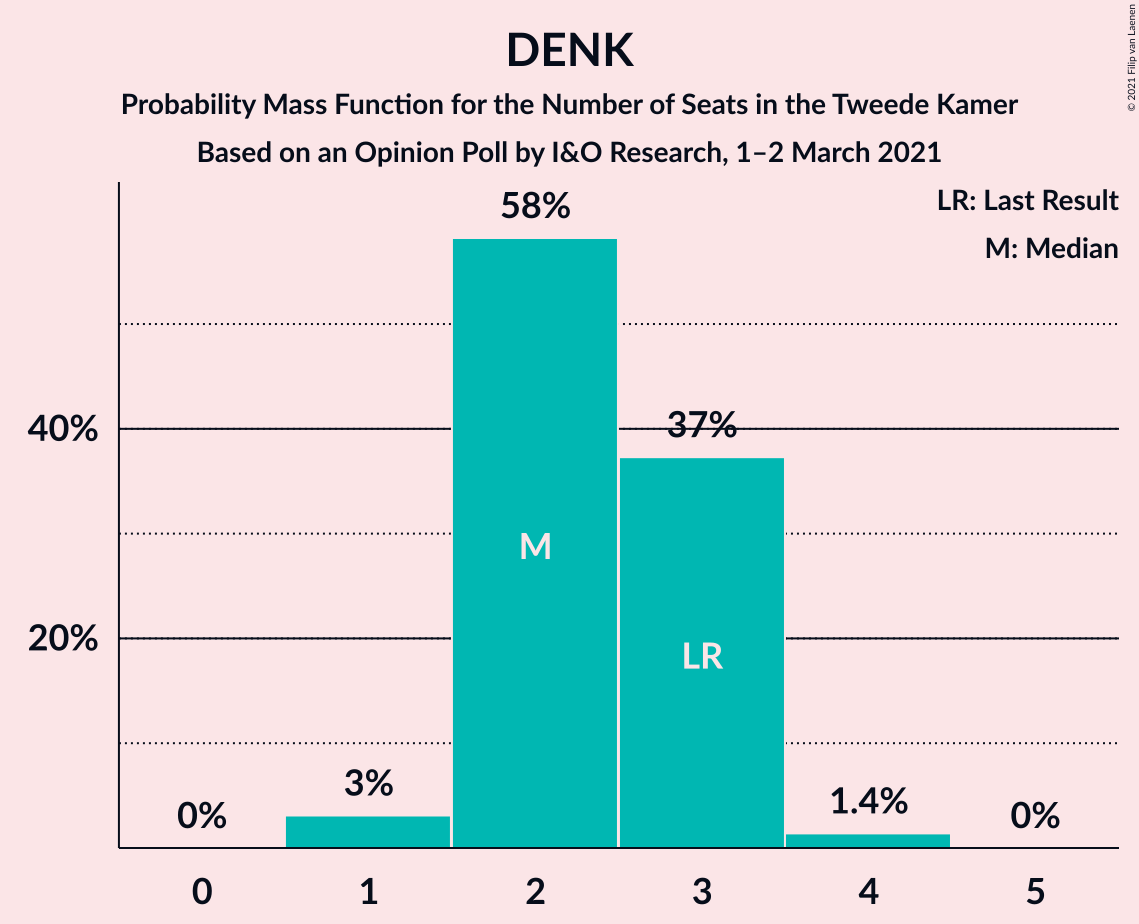 DENK
Probability Mass Function for the Number of Seats in the Tweede Kamer
Based on an Opinion Poll by I&O Research, 1–2 March 2021
© 2021 Filip van Laenen
LR: Last Result
M: Median
58%
40%
37%
M
20%
LR
3%
1.4%
0%
0%
0 1 2 3 4 5